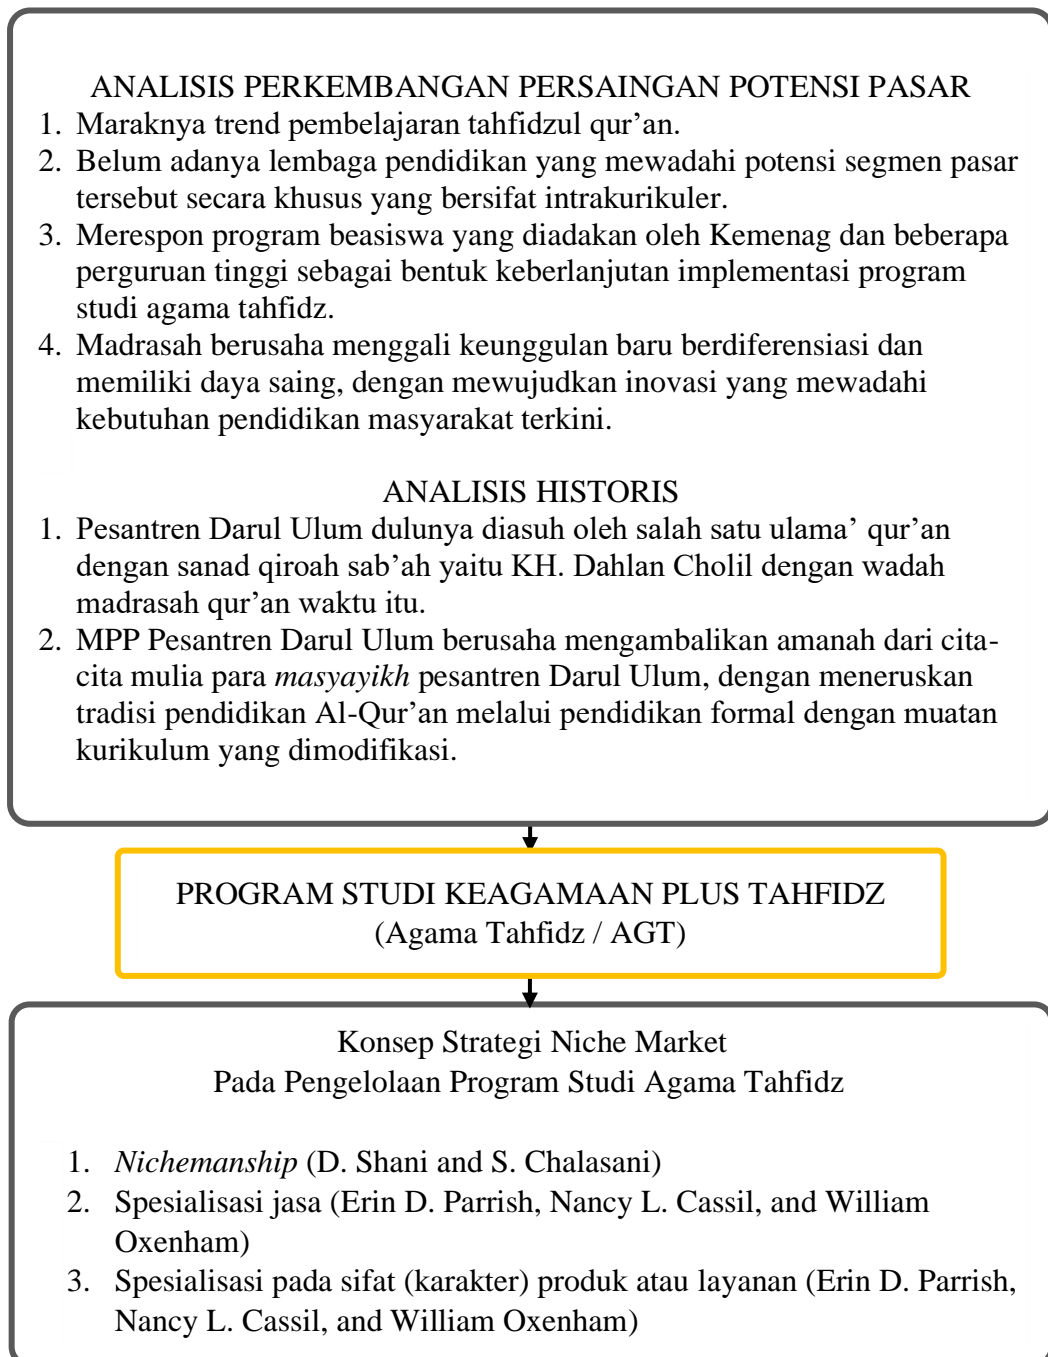 ANALISIS PERKEMBANGAN PERSAINGAN POTENSI PASAR
1. Maraknya trend pembelajaran tahfidzul qur’an.
2. Belum adanya lembaga pendidikan yang mewadahi potensi segmen pasar
tersebut secara khusus yang bersifat intrakurikuler.
3. Merespon program beasiswa yang diadakan oleh Kemenag dan beberapa
perguruan tinggi sebagai bentuk keberlanjutan implementasi program
studi agama tahfidz.
4. Madrasah berusaha menggali keunggulan baru berdiferensiasi dan
memiliki daya saing, dengan mewujudkan inovasi yang mewadahi
kebutuhan pendidikan masyarakat terkini.
ANALISIS HISTORIS
1. Pesantren Darul Ulum dulunya diasuh oleh salah satu ulama’ qur’an
dengan sanad qiroah sab’ah yaitu KH. Dahlan Cholil dengan wadah
madrasah qur’an waktu itu.
2. MPP Pesantren Darul Ulum berusaha mengambalikan amanah dari cita-
cita mulia para masyayikh pesantren Darul Ulum, dengan meneruskan
tradisi pendidikan Al-Qur’an melalui pendidikan formal dengan muatan
kurikulum yang dimodifikasi.
PROGRAM STUDI KEAGAMAAN PLUS TAHFIDZ
(Agama Tahfidz / AGT)
Konsep Strategi Niche Market
Pada Pengelolaan Program Studi Agama Tahfidz
1. Nichemanship (D. Shani and S. Chalasani)
2. Spesialisasi jasa (Erin D. Parrish, Nancy L. Cassil, and William
Oxenham)
3. Spesialisasi pada sifat (karakter) produk atau layanan (Erin D. Parrish,
Nancy L. Cassil, and William Oxenham)